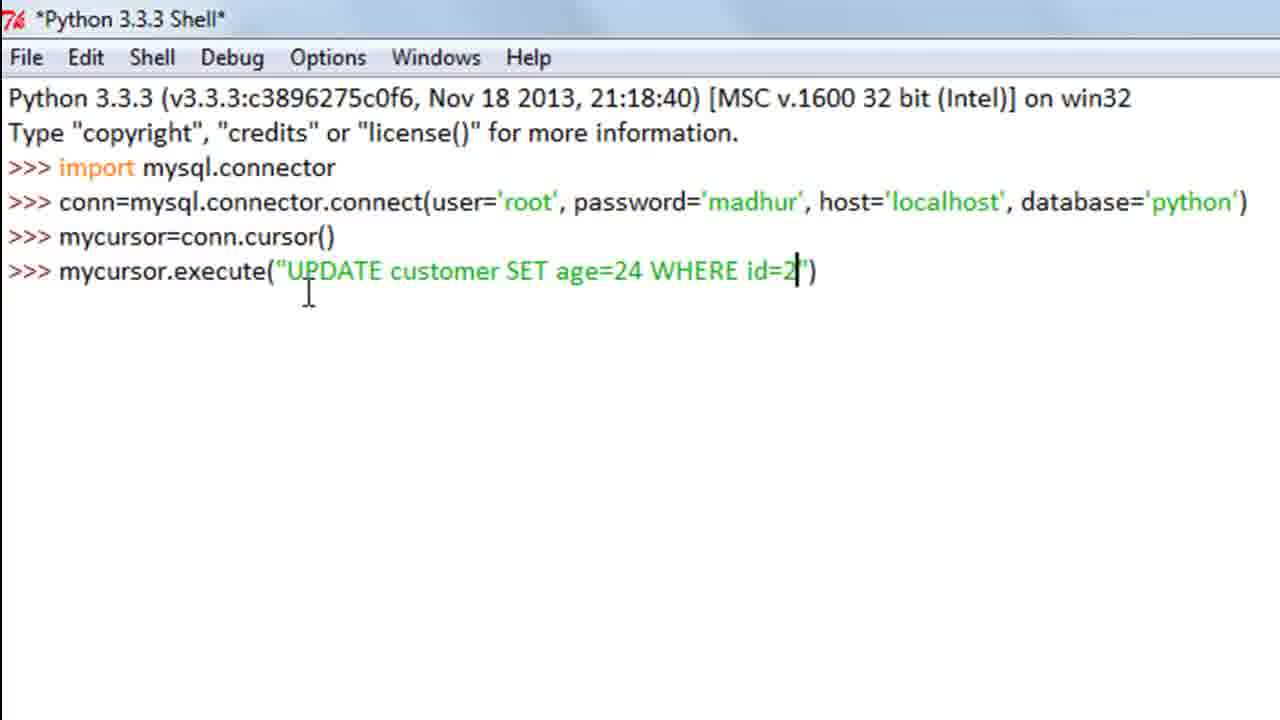 *Python 3.3.3 Shell*
File Edit Shell Debug Options Windows Help
Python 3.3.3 (v3.3.3:c3896275c0f6, Nov 18 2013, 21:18:40) [MSC v.1600 32 bit (Intel)] on win32
Type "copyright", "credits" or "license()" for more information.
>>> import mysql.connector
>>> conn=mysql.connector.connect(user='root', password='madhur', host='localhost', database='python')
>>> mycursor=conn.cursor()
>>> mycursor.execute("UPDATE customer SET age=24 WHERE id=2")